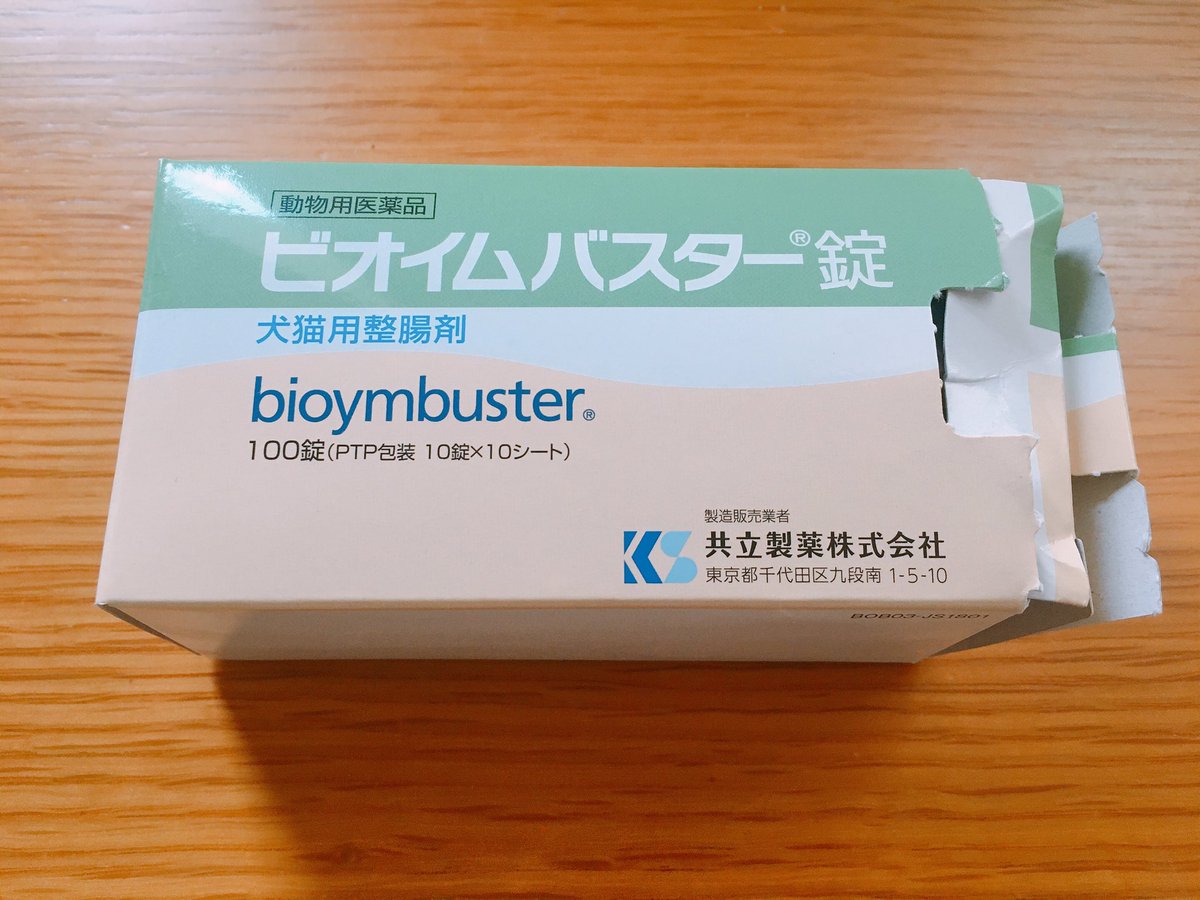 動物用医薬品
ビオイムバスター®錠
犬猫用整腸剤
bioymbuster®
100錠(PTP包装 10錠×10シート)
製造販売業者
KS 共立製薬株式会社
東京都千代田区九段南 1-5-10
BOB03-JS1801